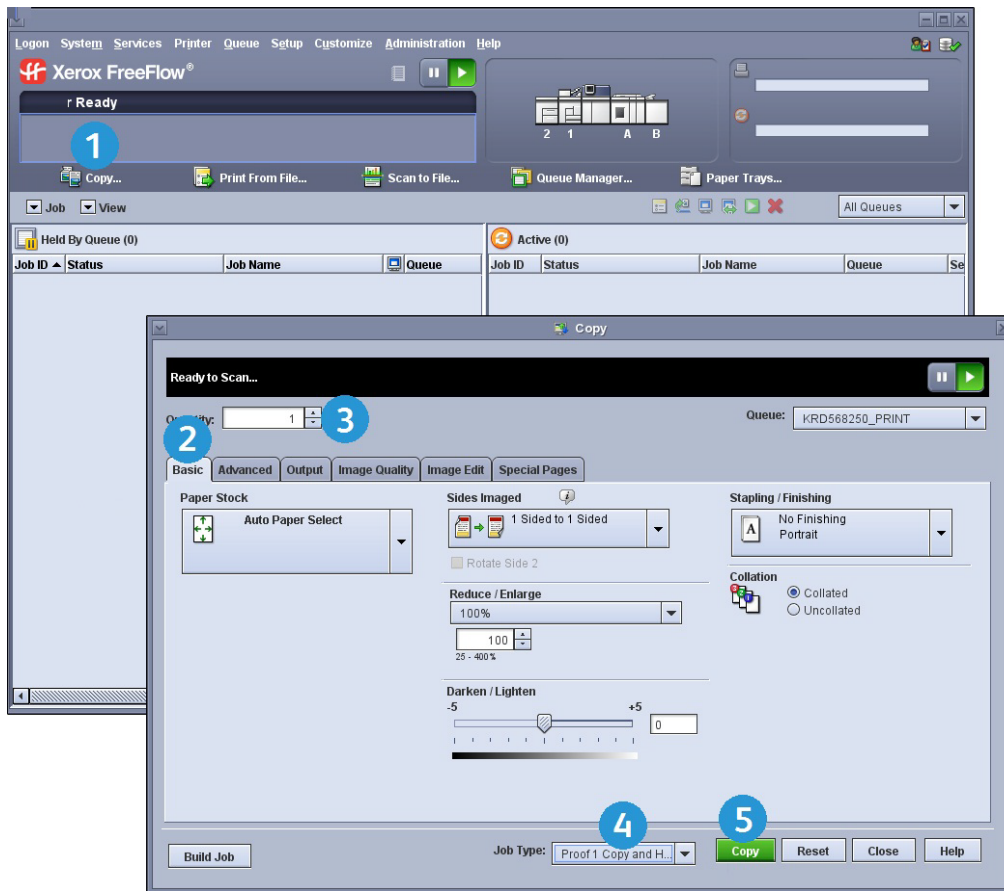 Logon System Services Printer Queue Setup Customize Administration Help
Xerox FreeFlow®
r Ready
2 1 A B
1
Copy... Print From File... Scan to File... Queue Manager... Paper Trays...
Job View All Queues
Held By Queue (0) Active (0)
Job ID Status Job Name Queue Job ID Status Job Name Queue Se
Copy
Ready to Scan...
1 3 Queue: KRD568250_PRINT
2
Basic Advanced Output Image Quality Image Edit Special Pages
Paper Stock Sides Imaged Stapling / Finishing
Auto Paper Select 1 Sided to 1 Sided A No Finishing
Portrait
Rotate Side 2
Collation
Collated
Uncollated
Reduce / Enlarge
100%
100
25 - 400%
Darken / Lighten
-5 +5
0
4 5
Build Job Job Type: Proof 1 Copy and H... Copy Reset Close Help